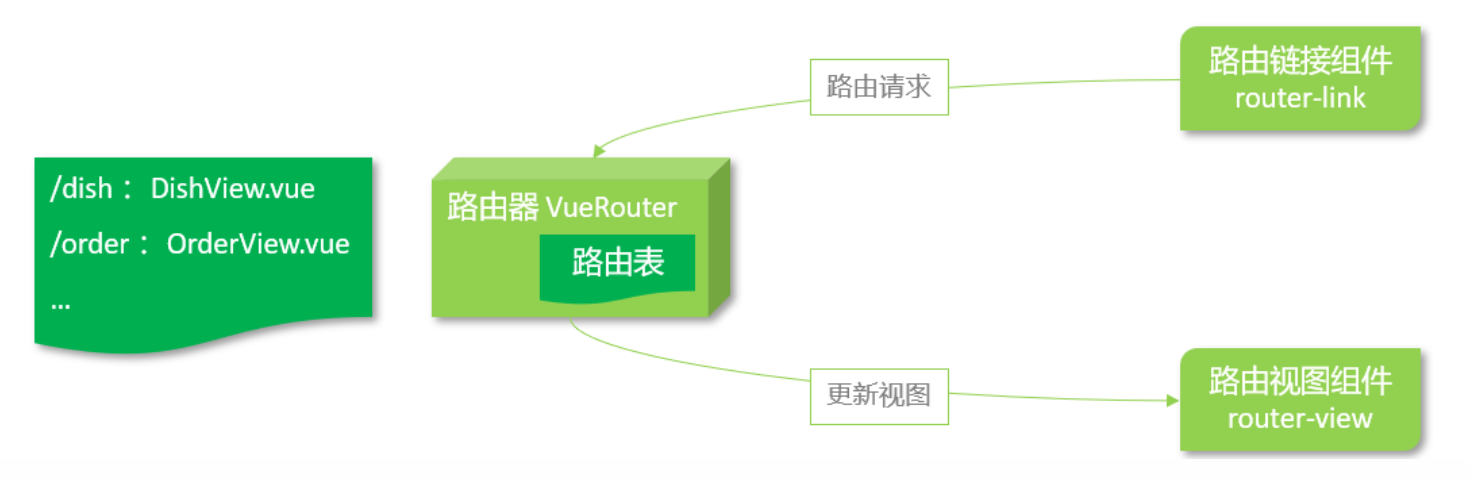 /dish： DishView.vue
/order： OrderView.vue
...
路由器 VueRouter
路由表
路由请求
路由链接组件
router-link
更新视图
路由视图组件
router-view